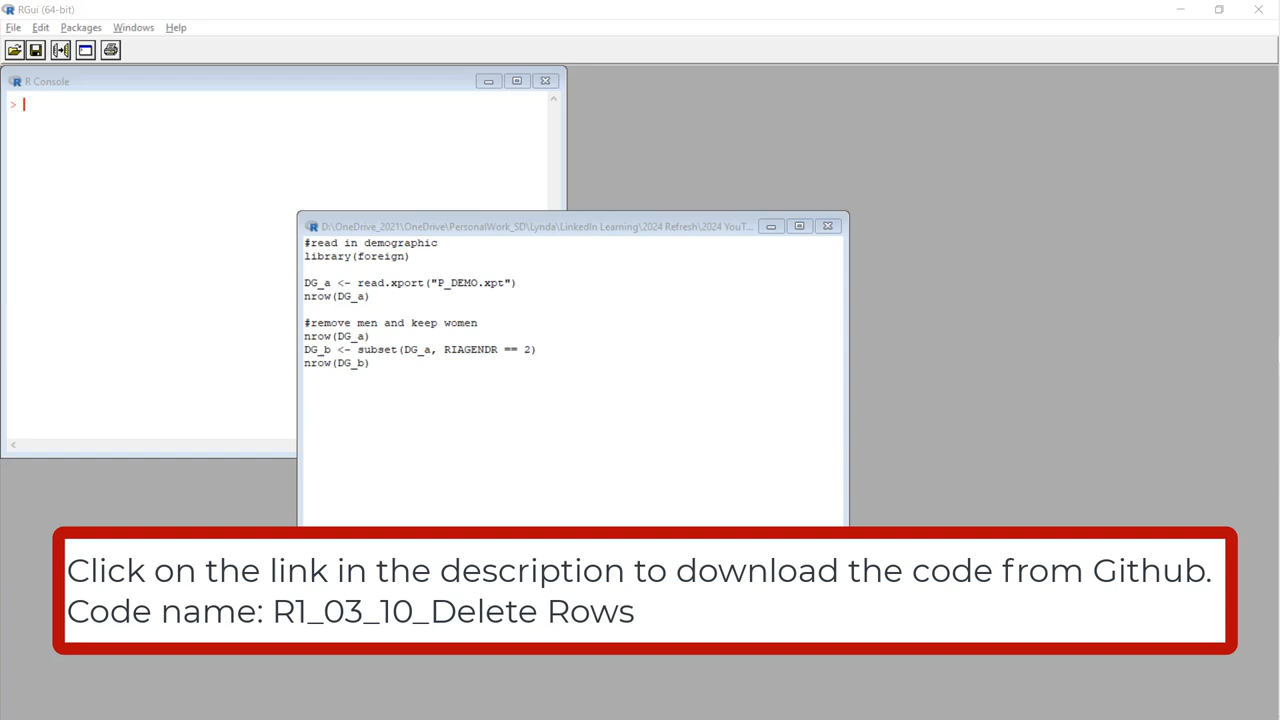 RGui (64-bit)
File Edit Packages Windows Help
R Console
>
D:\OneDrive_2021\OneDrive\PersonalWork_SD\Lynda\LinkedIn Learning\2024 Refresh\2024 YouT...
#read in demographic
library(foreign)
DG_a <- read.xport("P_DEMO.xpt")
nrow(DG_a)
#remove men and keep women
nrow(DG_a)
DG_b <- subset(DG_a, RIAGENDR == 2)
nrow(DG_b)
Click on the link in the description to download the code from Github.
Code name: R1_03_10_Delete Rows